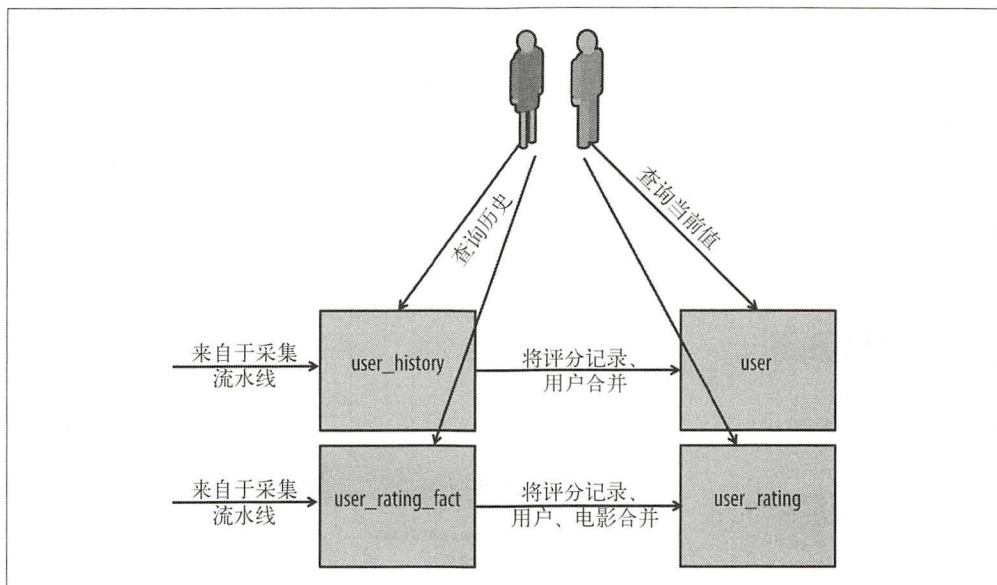 查询历史
查询当前值
来自于采集
流水线
user_history
将评分记录、
用户合并
user
来自于采集
流水线
user_rating_fact
将评分记录、
用户、电影合并
user_rating